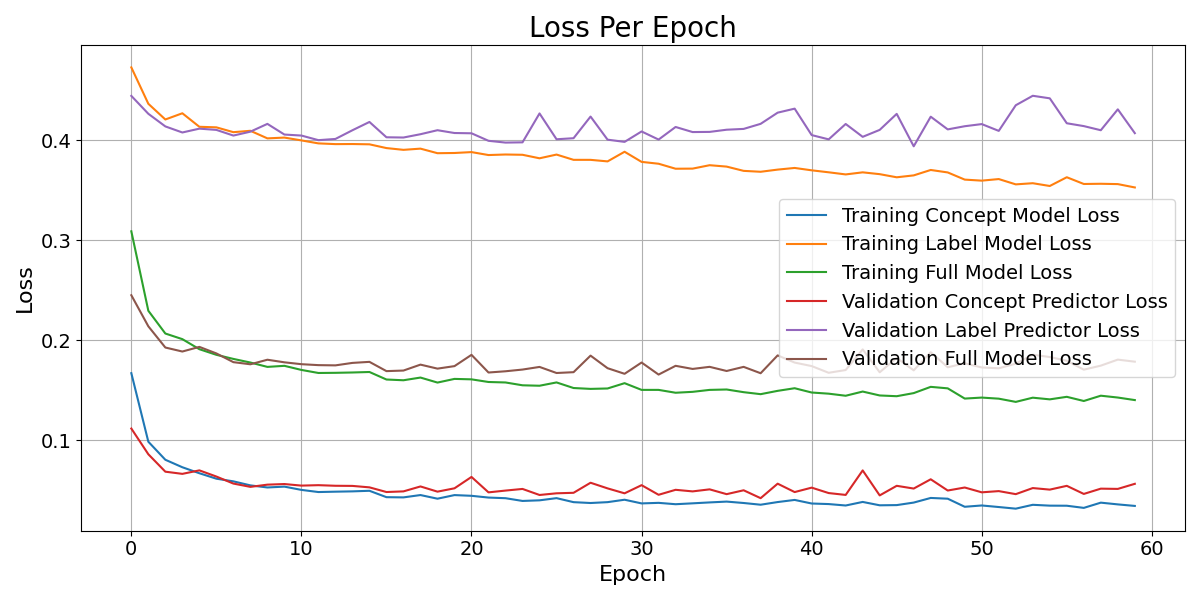 Loss Per Epoch
Loss
0.4
0.3
0.2
0.1
Training Concept Model Loss
Training Label Model Loss
Training Full Model Loss
Validation Concept Predictor Loss
Validation Label Predictor Loss
Validation Full Model Loss
0 10 20 30 40 50 60
Epoch